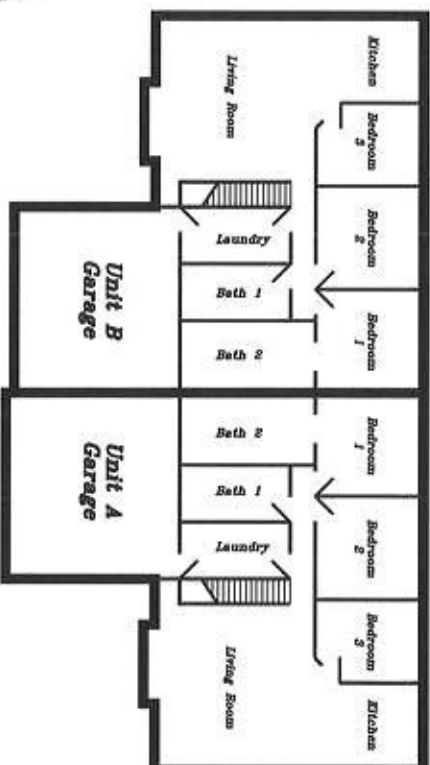 Kitchen
Bedroom
3
Bedroom
2
Bedroom
1
Bedroom
1
Bedroom
2
Bedroom
3
Kitchen
Living Room
Laundry
Bath 1
Bath 2
Bath 2
Bath 1
Laundry
Living Room
Unit B
Garage
Unit A
Garage